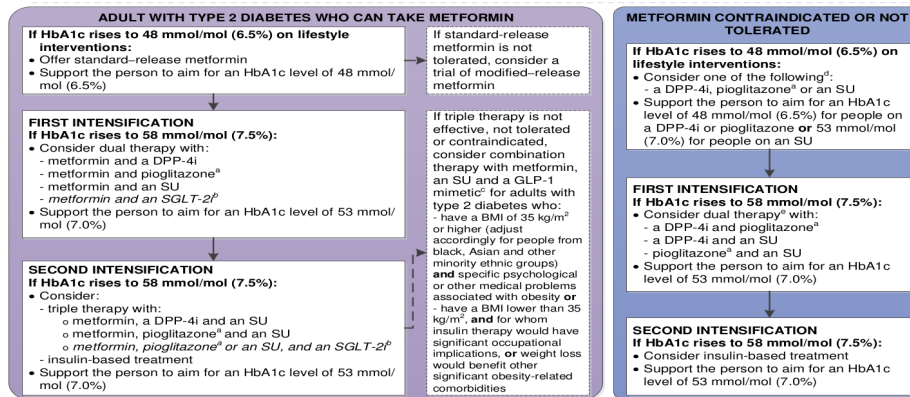 ADULT WITH TYPE 2 DIABETES WHO CAN TAKE METFORMIN
If HbA1c rises to 48 mmol/mol (6.5%) on lifestyle
interventions:
• Offer standard–release metformin
• Support the person to aim for an HbA1c level of 48 mmol/
mol (6.5%)
If standard-release
metformin is not
tolerated, consider a
trial of modified–release
metformin
FIRST INTENSIFICATION
If HbA1c rises to 58 mmol/mol (7.5%):
• Consider dual therapy with:
- metformin and a DPP-4i
- metformin and pioglitazoneᵃ
- metformin and an SU
- metformin and an SGLT-2iᵇ
• Support the person to aim for an HbA1c level of 53 mmol/
mol (7.0%)
SECOND INTENSIFICATION
If HbA1c rises to 58 mmol/mol (7.5%):
• Consider:
- triple therapy with:
o metformin, a DPP-4i and an SU
o metformin, pioglitazoneᵃ and an SU
o metformin, pioglitazoneᵃ or an SU, and an SGLT-2iᵇ
- insulin-based treatment
• Support the person to aim for an HbA1c level of 53 mmol/
mol (7.0%)
If triple therapy is not
effective, not tolerated
or contraindicated,
consider combination
therapy with metformin,
an SU and a GLP-1
mimeticᶜ for adults with
type 2 diabetes who:
- have a BMI of 35 kg/m²
or higher (adjust
accordingly for people from
black, Asian and other
minority ethnic groups)
and specific psychological
or other medical problems
associated with obesity or
- have a BMI lower than 35
kg/m², and for whom
insulin therapy would have
significant occupational
implications, or weight loss
would benefit other
significant obesity-related
comorbidities
METFORMIN CONTRAINDICATED OR NOT
TOLERATED
If HbA1c rises to 48 mmol/mol (6.5%) on
lifestyle interventions:
• Consider one of the followingᵈ:
- a DPP-4i, pioglitazoneᵃ or an SU
• Support the person to aim for an HbA1c
level of 48 mmol/mol (6.5%) for people on
a DPP-4i or pioglitazone or 53 mmol/mol
(7.0%) for people on an SU
FIRST INTENSIFICATION
If HbA1c rises to 58 mmol/mol (7.5%):
• Consider dual therapyᵉ with:
- a DPP-4i and pioglitazoneᵃ
- a DPP-4i and an SU
- pioglitazoneᵃ and an SU
• Support the person to aim for an HbA1c
level of 53 mmol/mol (7.0%)
SECOND INTENSIFICATION
If HbA1c rises to 58 mmol/mol (7.5%):
• Consider insulin-based treatment
• Support the person to aim for an HbA1c
level of 53 mmol/mol (7.0%)